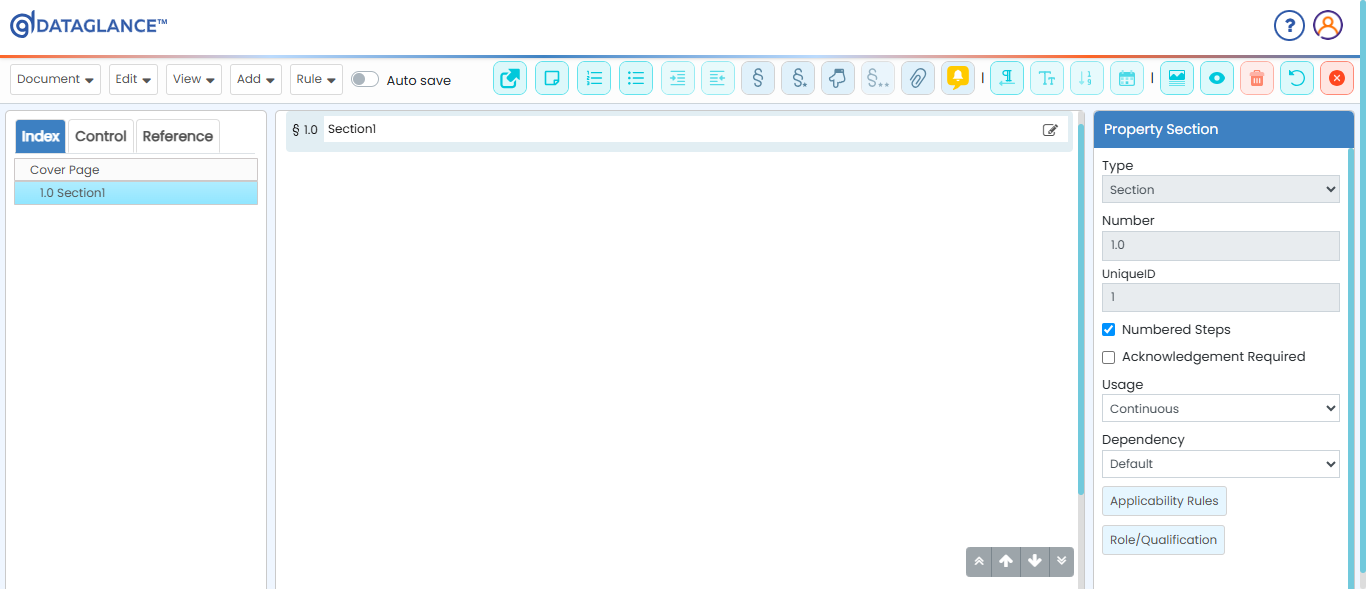 DATAGLANCE™
?
Document Edit View Add Rule Auto save
Index Control Reference
Cover Page
1.0 Section1
§ 1.0 Section1
Property Section
Type
Section
Number
1.0
UniqueID
1
Numbered Steps
Acknowledgement Required
Usage
Continuous
Dependency
Default
Applicability Rules
Role/Qualification